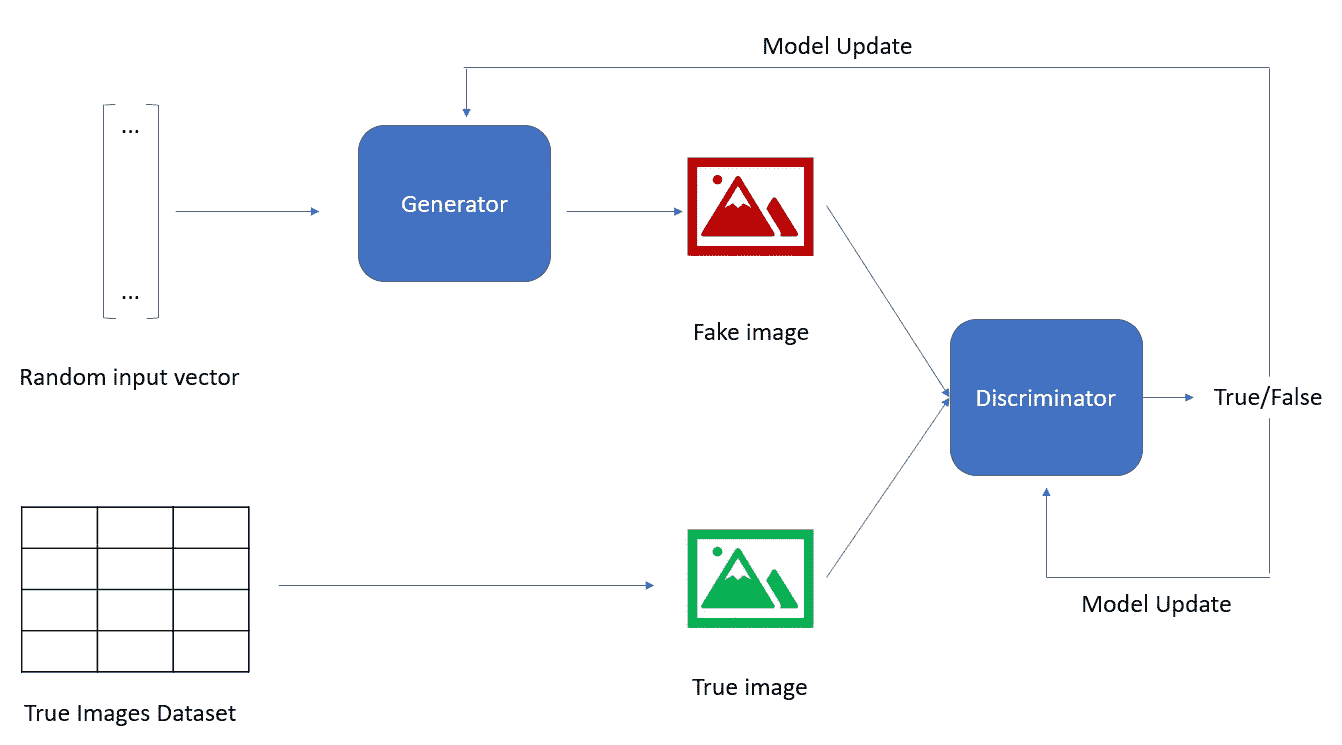 Model Update
...
Generator
...
Fake image
Random input vector
Discriminator
True/False
Model Update
True image
True Images Dataset